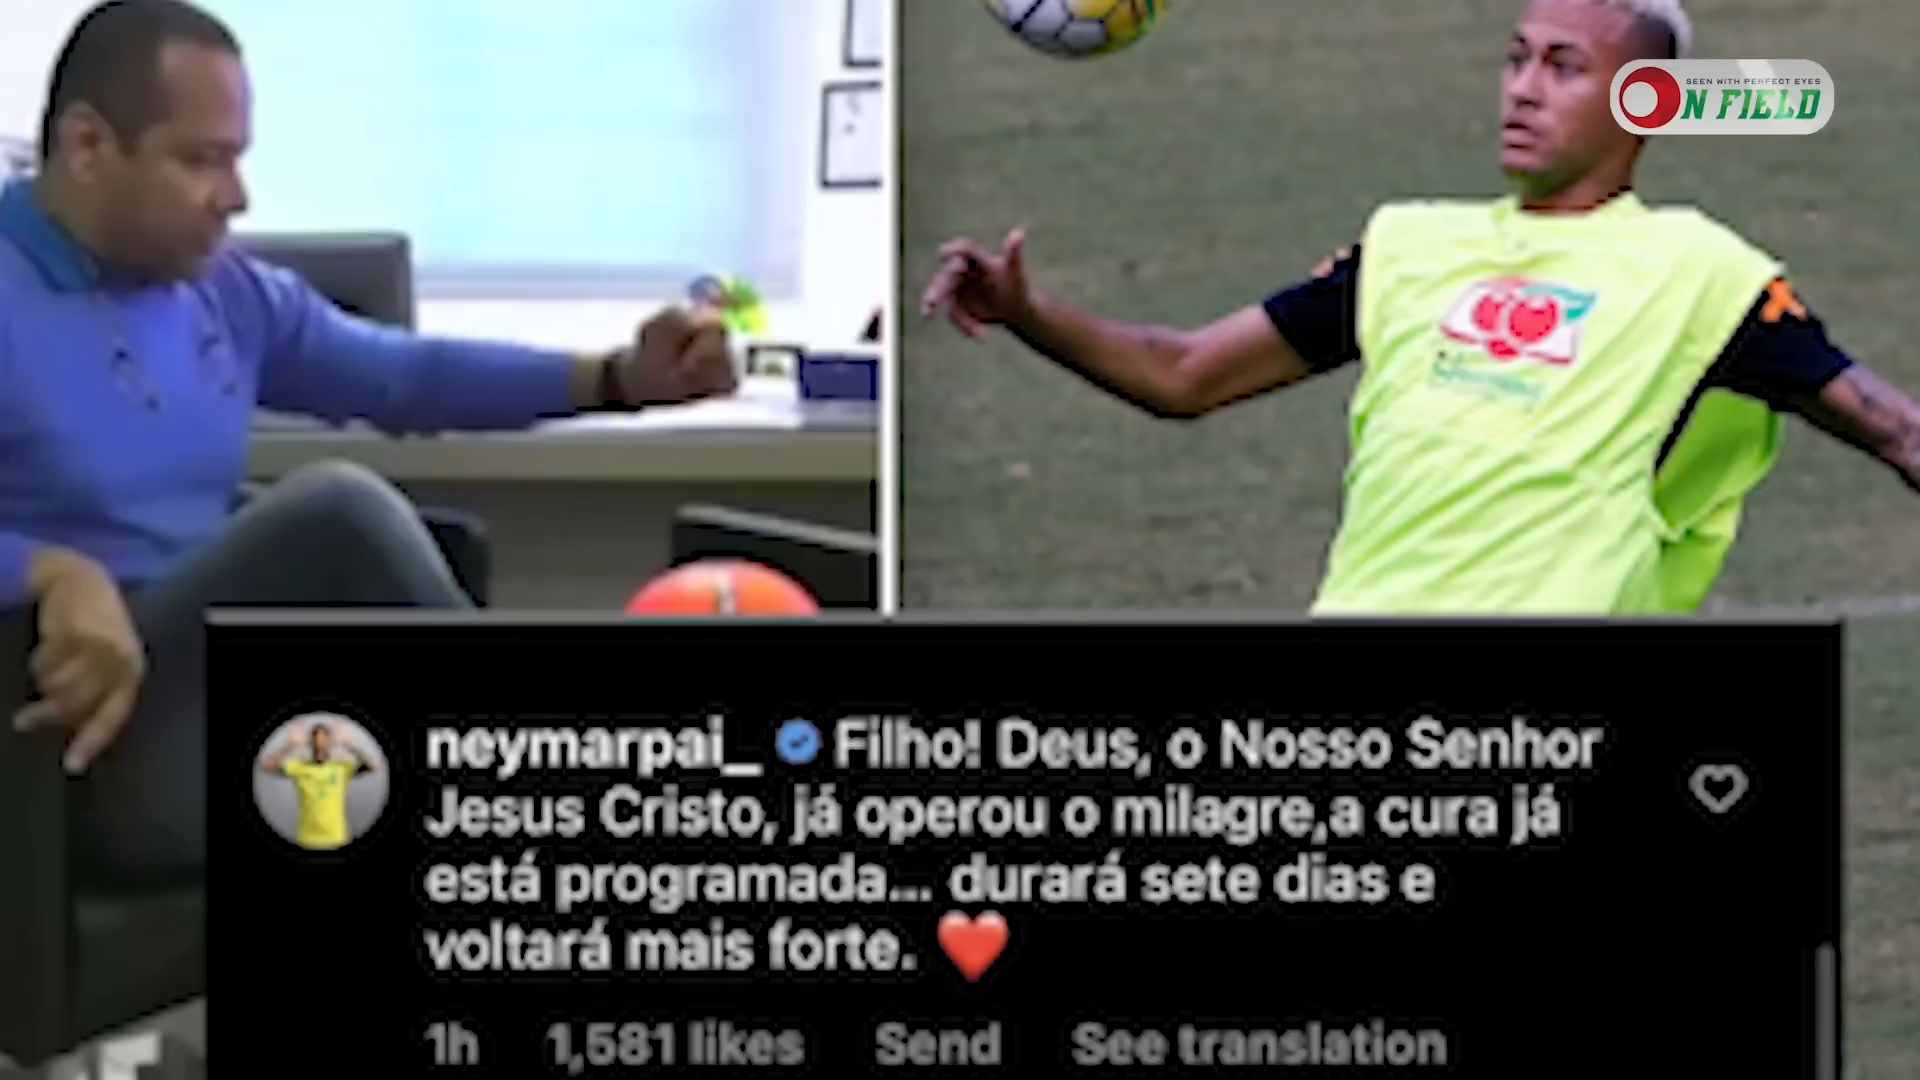 SEEN WITH PERFECT EYES
N FIELD
neymarpai_ Filho! Deus, o Nosso Senhor
Jesus Cristo, já operou o milagre,a cura já
está programada... durará sete dias e
voltará mais forte. ❤️
1h 1,581 likes Send See translation